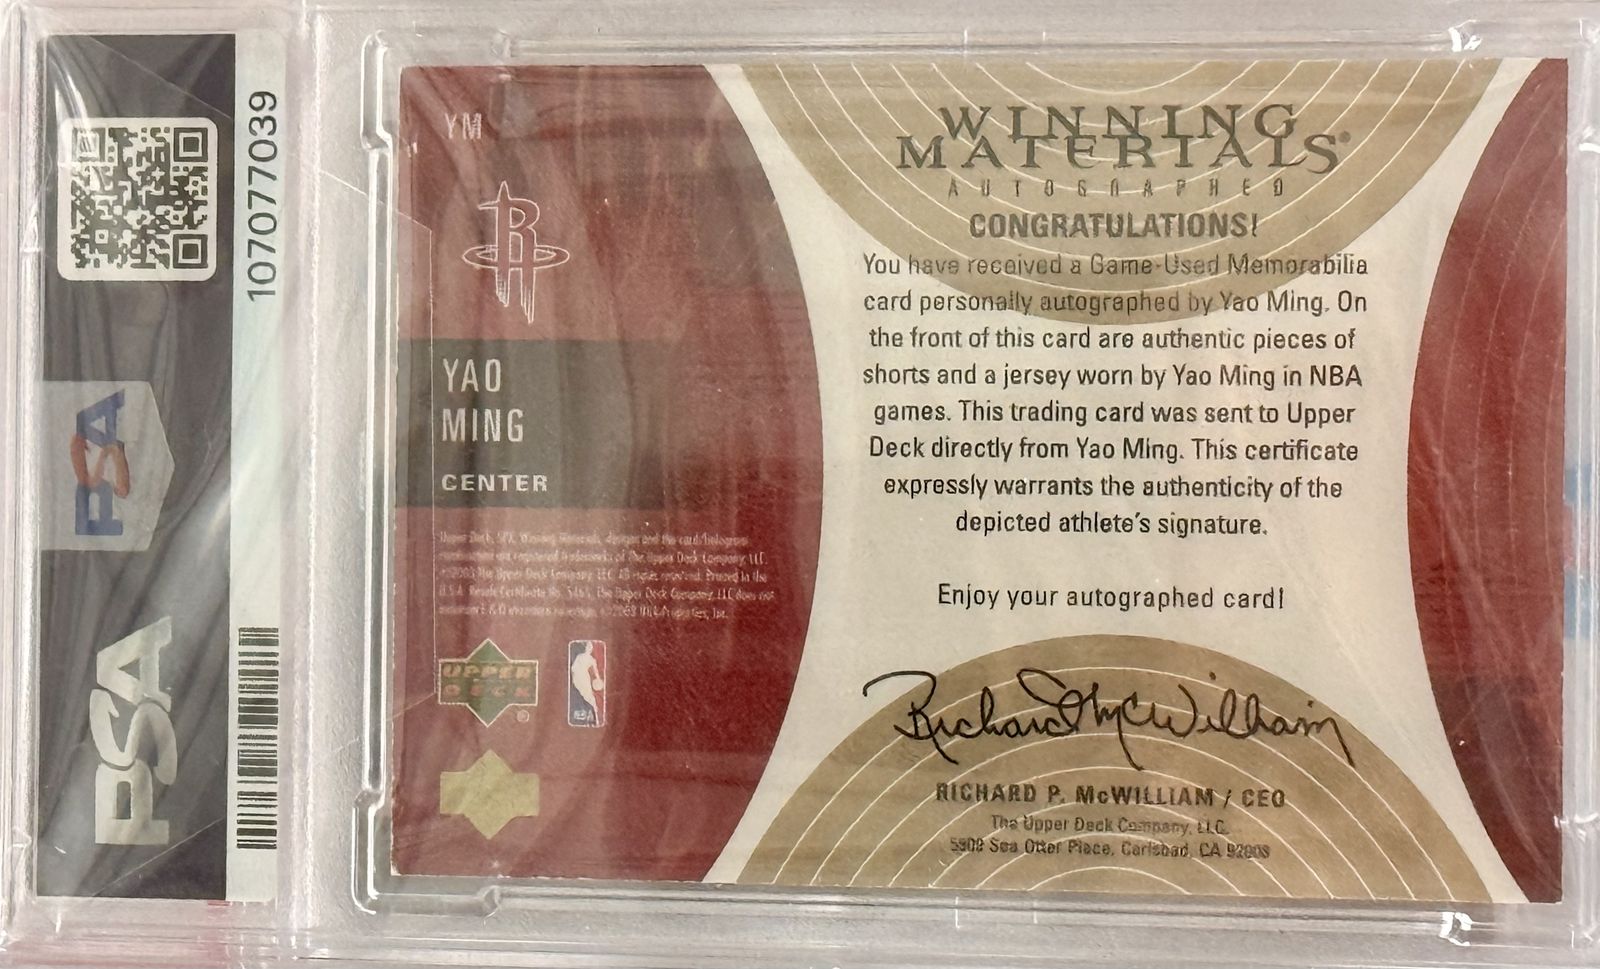 PSA
PSA
107077039
YM
R
YAO
MING
CENTER
UPPER
DECK
®
NBA
WINNING
MATERIALS®
AUTOGRAPHED
CONGRATULATIONS!
You have received a Game-Used Memorabilia
card personally autographed by Yao Ming. On
the front of this card are authentic pieces of
shorts and a jersey worn by Yao Ming in NBA
games. This trading card was sent to Upper
Deck directly from Yao Ming. This certificate
expressly warrants the authenticity of the
depicted athlete's signature.
Enjoy your autographed card!
Richard McWilliam
RICHARD P. McWILLIAM / CEO
The Upper Deck Company, LLC.
5909 Sea Otter Place, Carlsbad, CA 92008